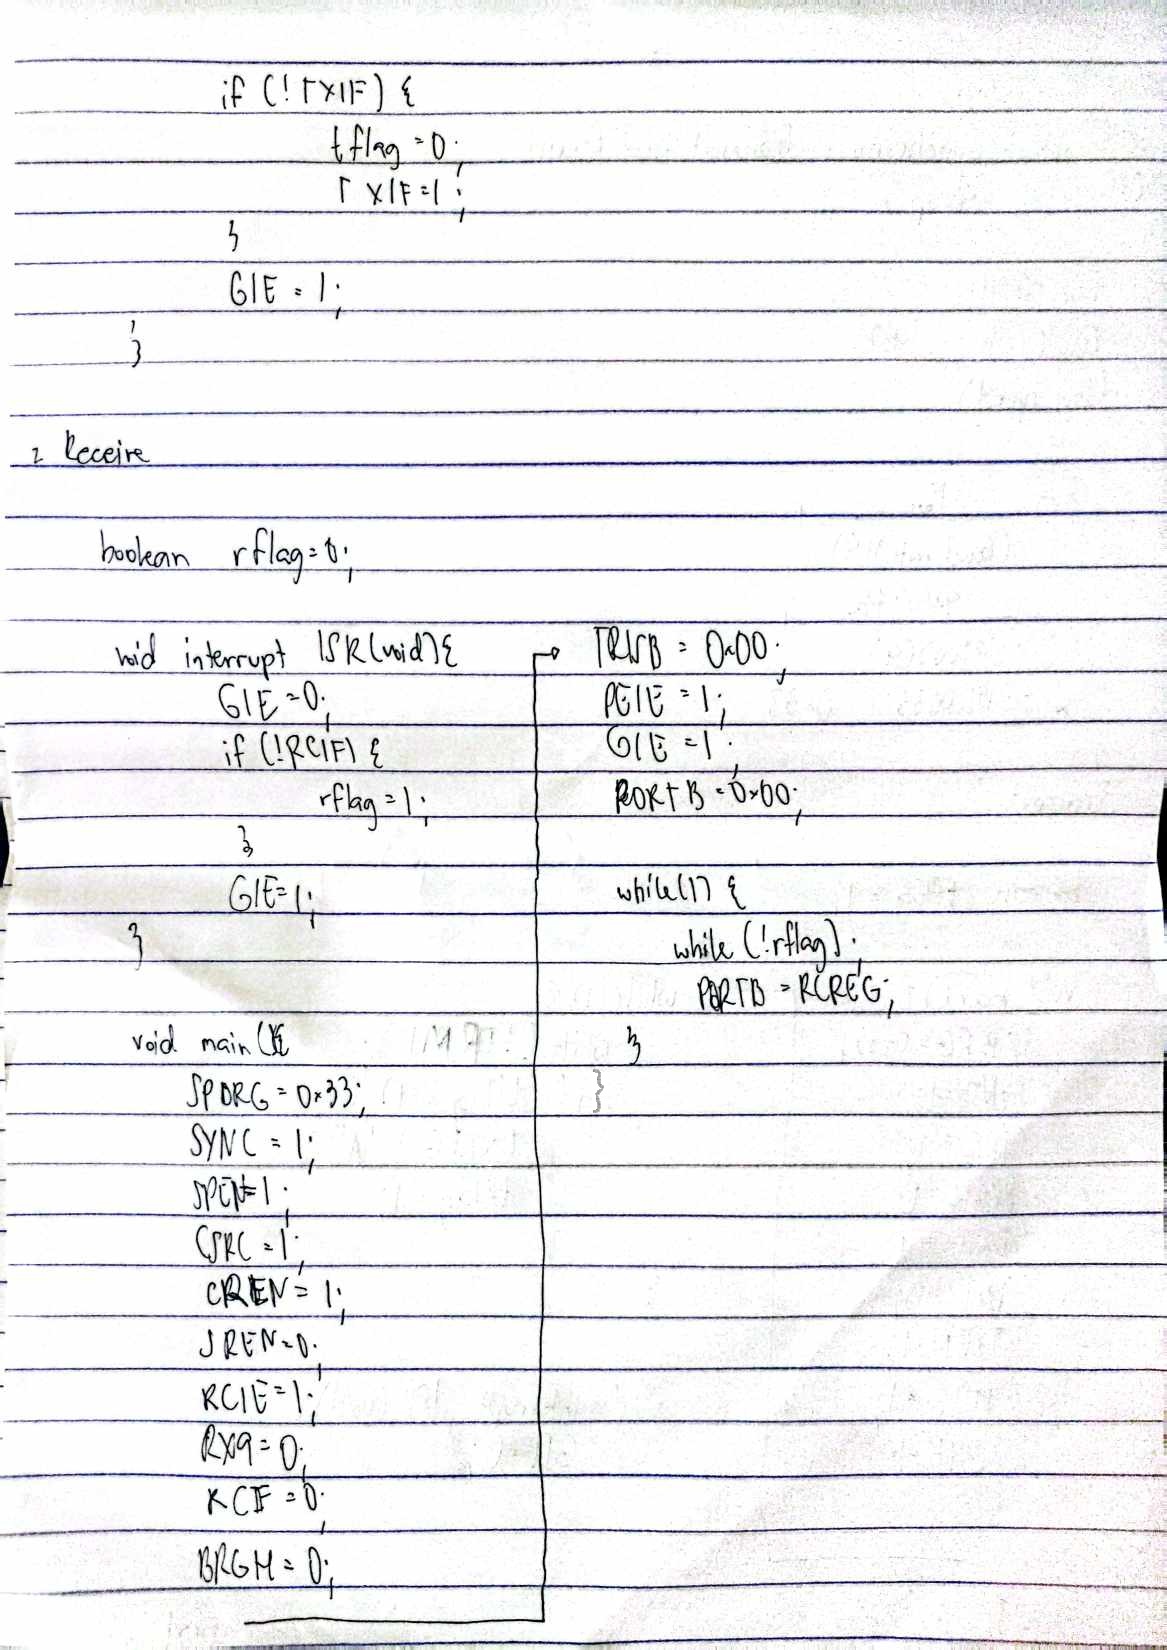 if (!TXIF) {
tflag = 0;
TXIF = 1;
}
GIE = 1;
}
2 Receive
boolean rflag = 0;
void interrupt ISR(void){
GIE = 0;
if (!RCIF) {
rflag = 1;
}
GIE = 1;
}
void main(){
SPBRG = 0x33;
SYNC = 1;
SPEN = 1;
CSRC = 1;
CREN = 1;
SREN = 0;
RCIE = 1;
RX9 = 0;
RCIF = 0;
BRGH = 0;
TRISB = 0x00;
PEIE = 1;
GIE = 1;
PORTB = 0x00;
while(1) {
while (!rflag);
PORTB = RCREG;
}
}